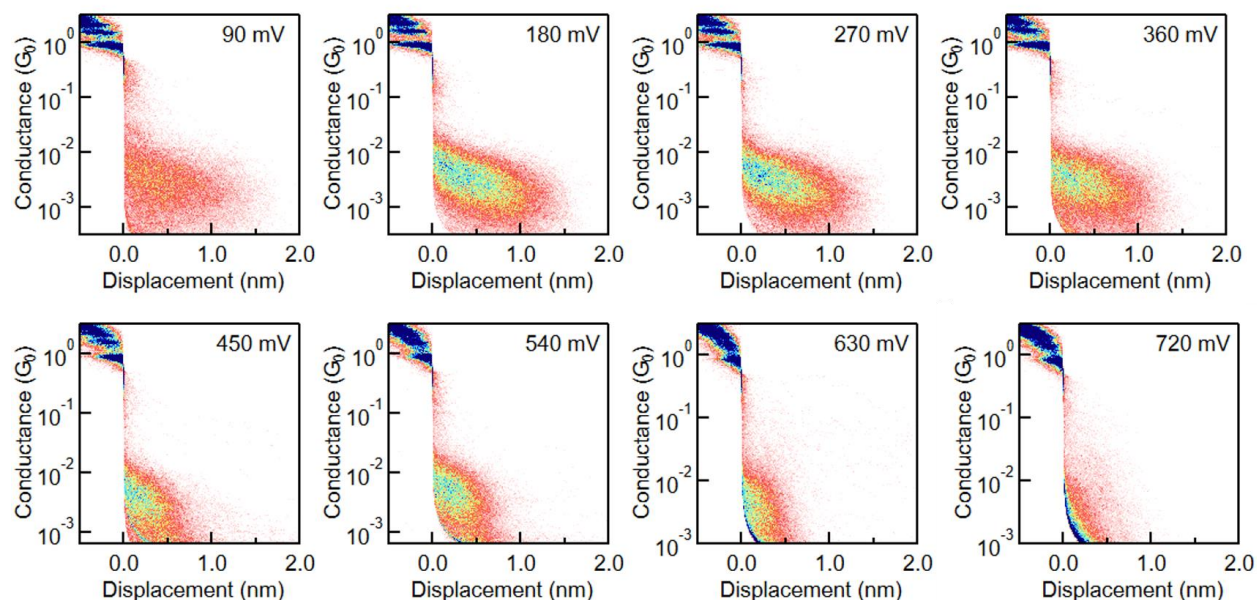 90 mV
Conductance (G₀)
10⁰
10⁻¹
10⁻²
10⁻³
0.0 1.0 2.0
Displacement (nm)
180 mV
Conductance (G₀)
10⁰
10⁻¹
10⁻²
10⁻³
0.0 1.0 2.0
Displacement (nm)
270 mV
Conductance (G₀)
10⁰
10⁻¹
10⁻²
10⁻³
0.0 1.0 2.0
Displacement (nm)
360 mV
Conductance (G₀)
10⁰
10⁻¹
10⁻²
10⁻³
0.0 1.0 2.0
Displacement (nm)
450 mV
Conductance (G₀)
10⁰
10⁻¹
10⁻²
10⁻³
0.0 1.0 2.0
Displacement (nm)
540 mV
Conductance (G₀)
10⁰
10⁻¹
10⁻²
10⁻³
0.0 1.0 2.0
Displacement (nm)
630 mV
Conductance (G₀)
10⁰
10⁻¹
10⁻²
10⁻³
0.0 1.0 2.0
Displacement (nm)
720 mV
Conductance (G₀)
10⁰
10⁻¹
10⁻²
10⁻³
0.0 1.0 2.0
Displacement (nm)